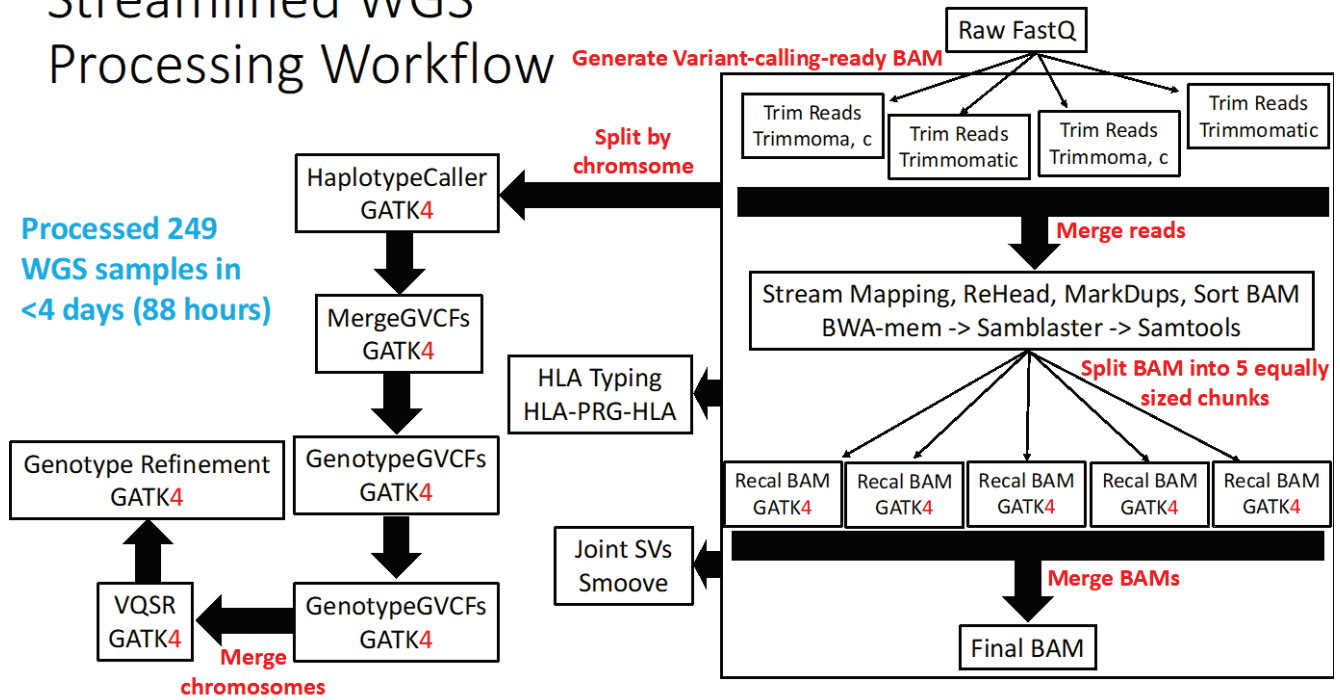 Streamlined WGS
Processing Workflow
Generate Variant-calling-ready BAM
Raw FastQ
Trim Reads
Trimmoma, c
Trim Reads
Trimmomatic
Trim Reads
Trimmoma, c
Trim Reads
Trimmomatic
Merge reads
Stream Mapping, ReHead, MarkDups, Sort BAM
BWA-mem -> Samblaster -> Samtools
Split BAM into 5 equally
sized chunks
Recal BAM
GATK4
Recal BAM
GATK4
Recal BAM
GATK4
Recal BAM
GATK4
Recal BAM
GATK4
Merge BAMs
Final BAM
Split by
chromsome
HaplotypeCaller
GATK4
Processed 249
WGS samples in
<4 days (88 hours)
MergeGVCFs
GATK4
HLA Typing
HLA-PRG-HLA
GenotypeGVCFs
GATK4
Genotype Refinement
GATK4
Joint SVs
Smoove
GenotypeGVCFs
GATK4
VQSR
GATK4
Merge
chromosomes